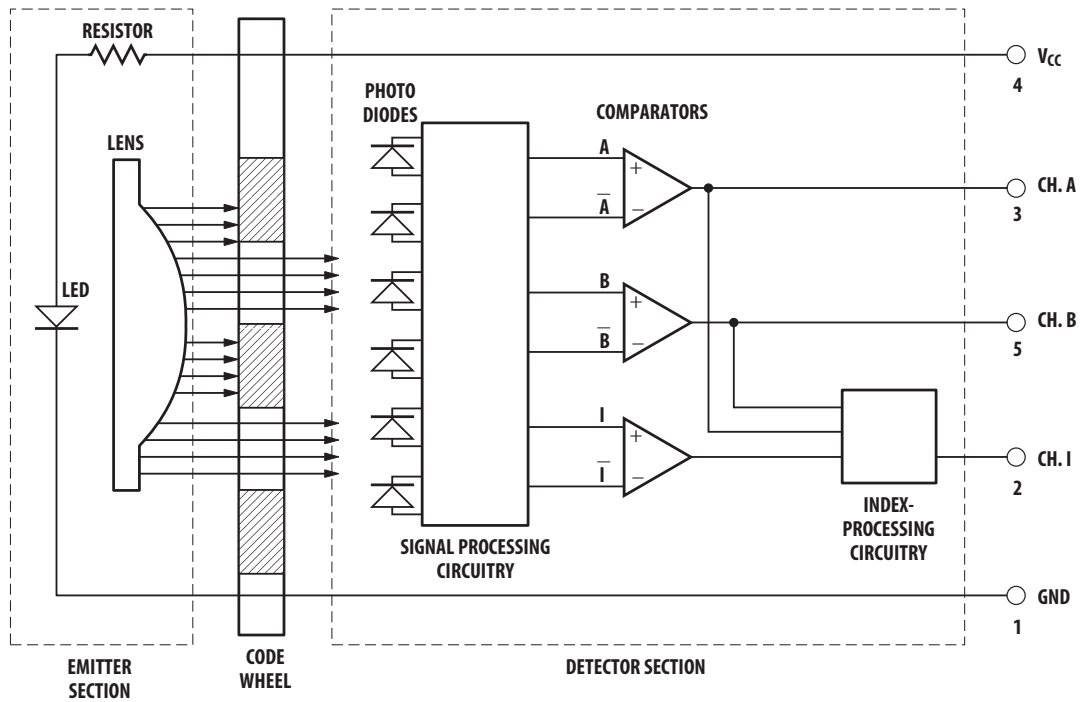 RESISTOR
V_CC
4
PHOTO
DIODES
COMPARATORS
LENS
A
+
A̅
−
CH. A
3
LED
B
+
B̅
−
CH. B
5
I
+
I̅
−
CH. I
2
INDEX-
PROCESSING
CIRCUITRY
SIGNAL PROCESSING
CIRCUITRY
GND
1
EMITTER
SECTION
CODE
WHEEL
DETECTOR SECTION